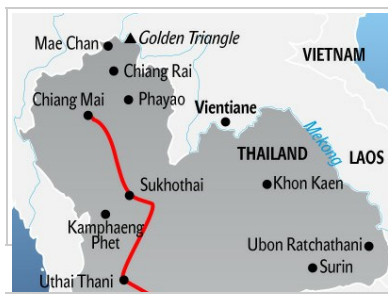 Mae Chan
Golden Triangle
VIETNAM
Chiang Rai
Chiang Mai
Phayao
Vientiane
Mekong
THAILAND
LAOS
Khon Kaen
Sukhothai
Kamphaeng
Phet
Ubon Ratchathani
Surin
Uthai Thani